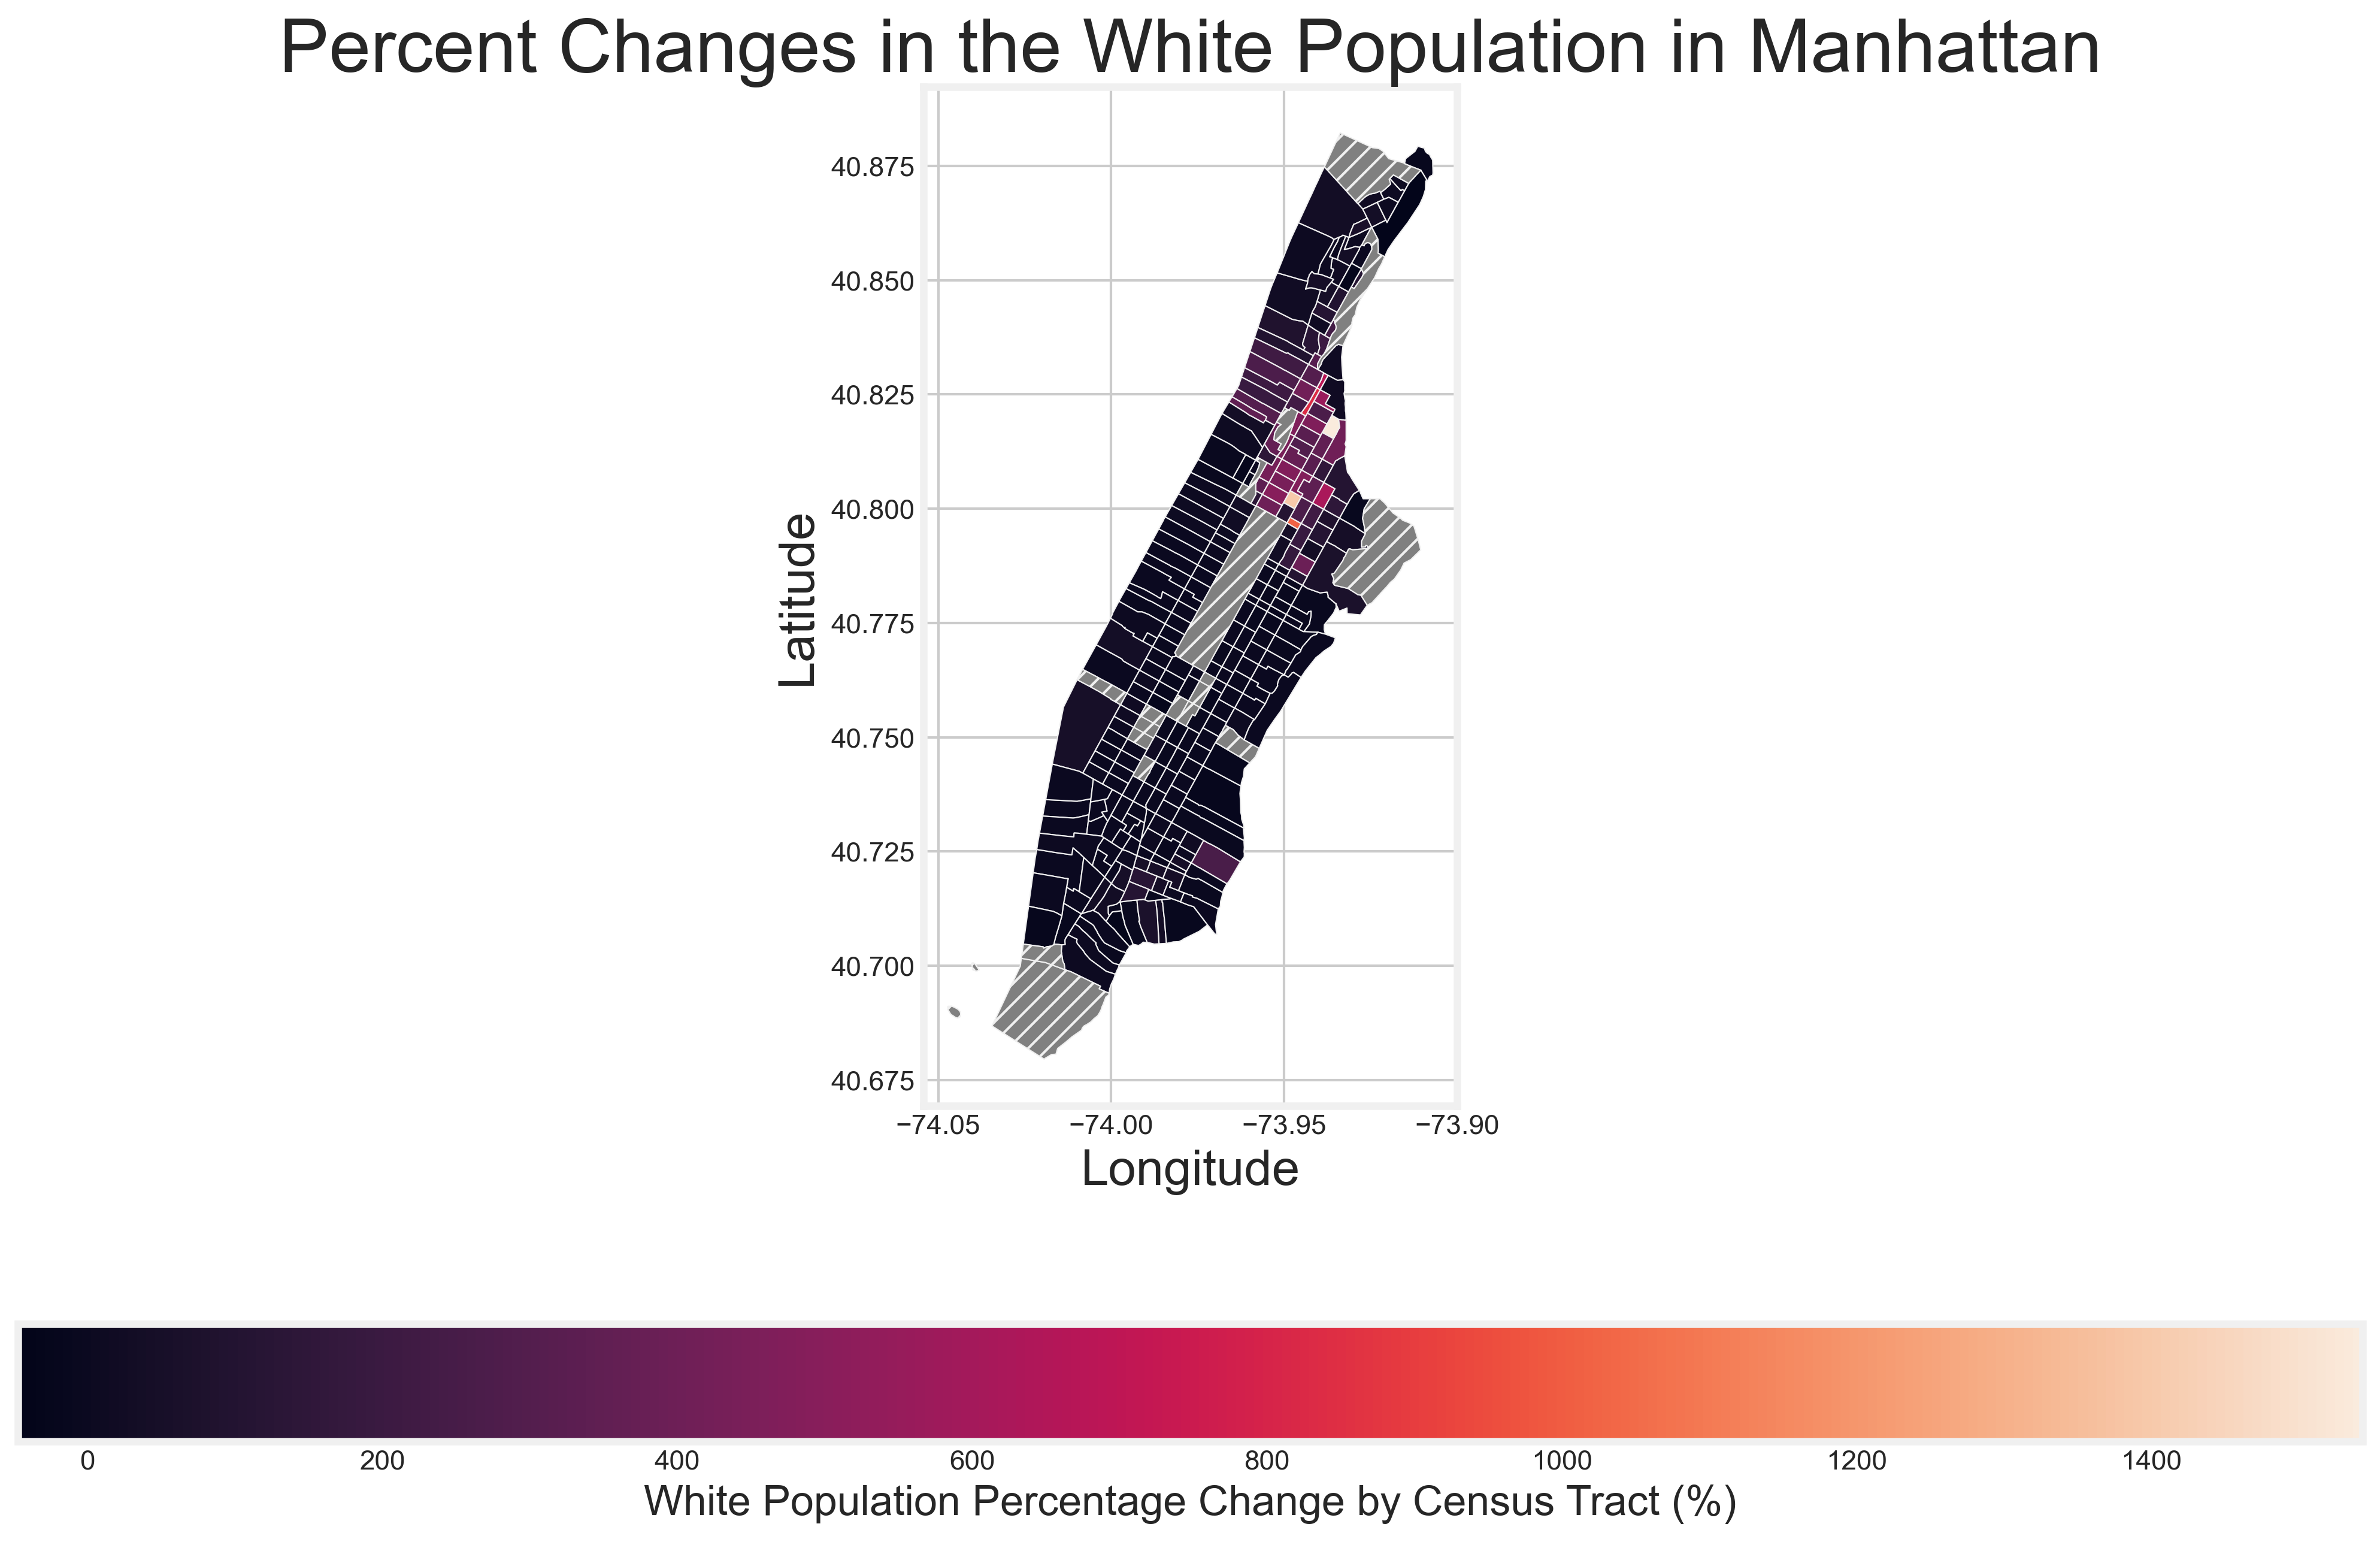 Percent Changes in the White Population in Manhattan
40.875
40.850
40.825
40.800
40.775
40.750
40.725
40.700
40.675
Latitude
−74.05 −74.00 −73.95 −73.90
Longitude
0 200 400 600 800 1000 1200 1400
White Population Percentage Change by Census Tract (%)